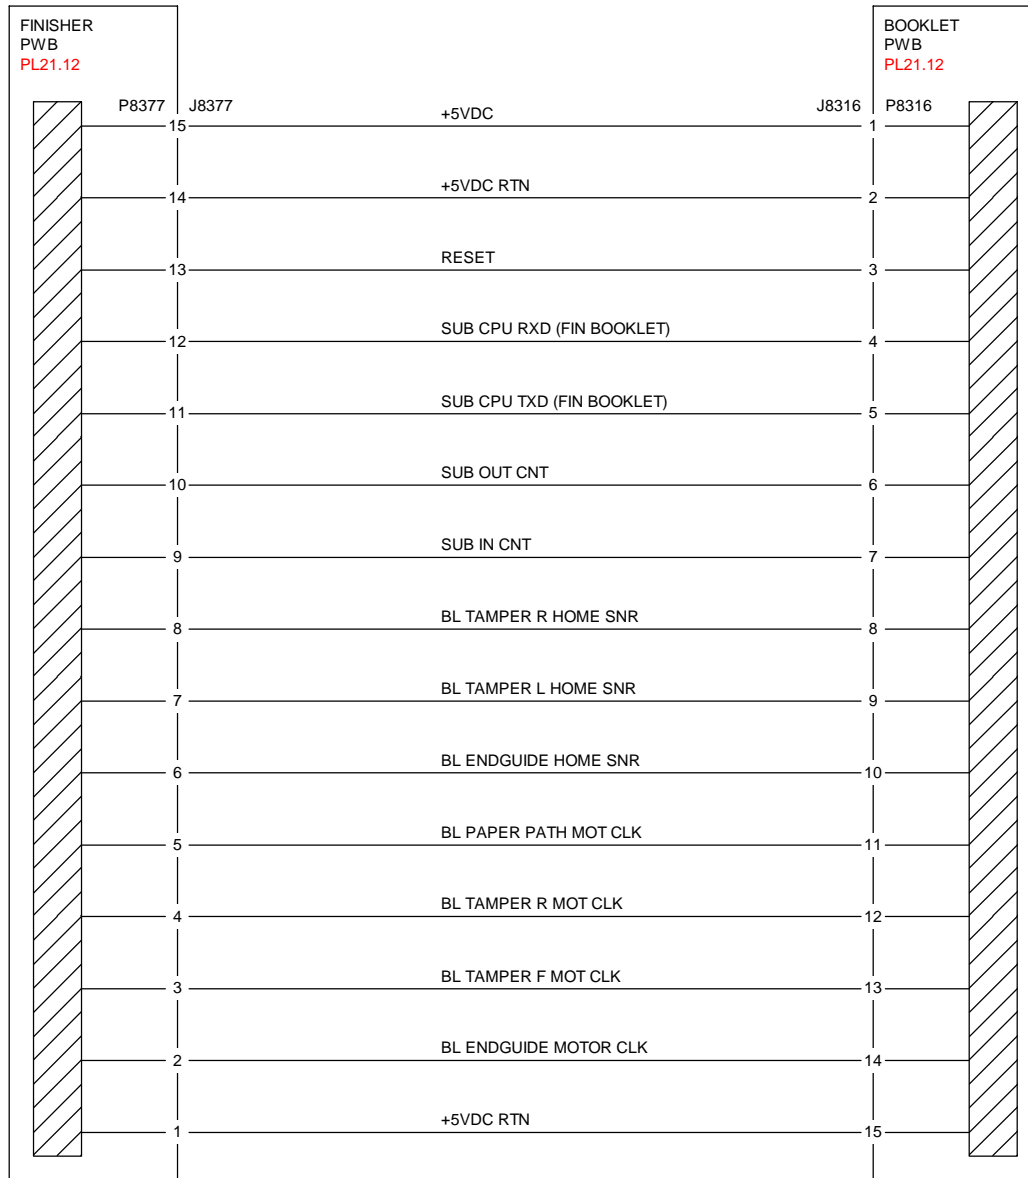 FINISHER
PWB
PL21.12
BOOKLET
PWB
PL21.12
P8377 J8377 J8316 P8316
+5VDC
15 1
+5VDC RTN
14 2
RESET
13 3
SUB CPU RXD (FIN BOOKLET)
12 4
SUB CPU TXD (FIN BOOKLET)
11 5
SUB OUT CNT
10 6
SUB IN CNT
9 7
BL TAMPER R HOME SNR
8 8
BL TAMPER L HOME SNR
7 9
BL ENDGUIDE HOME SNR
6 10
BL PAPER PATH MOT CLK
5 11
BL TAMPER R MOT CLK
4 12
BL TAMPER F MOT CLK
3 13
BL ENDGUIDE MOTOR CLK
2 14
+5VDC RTN
1 15